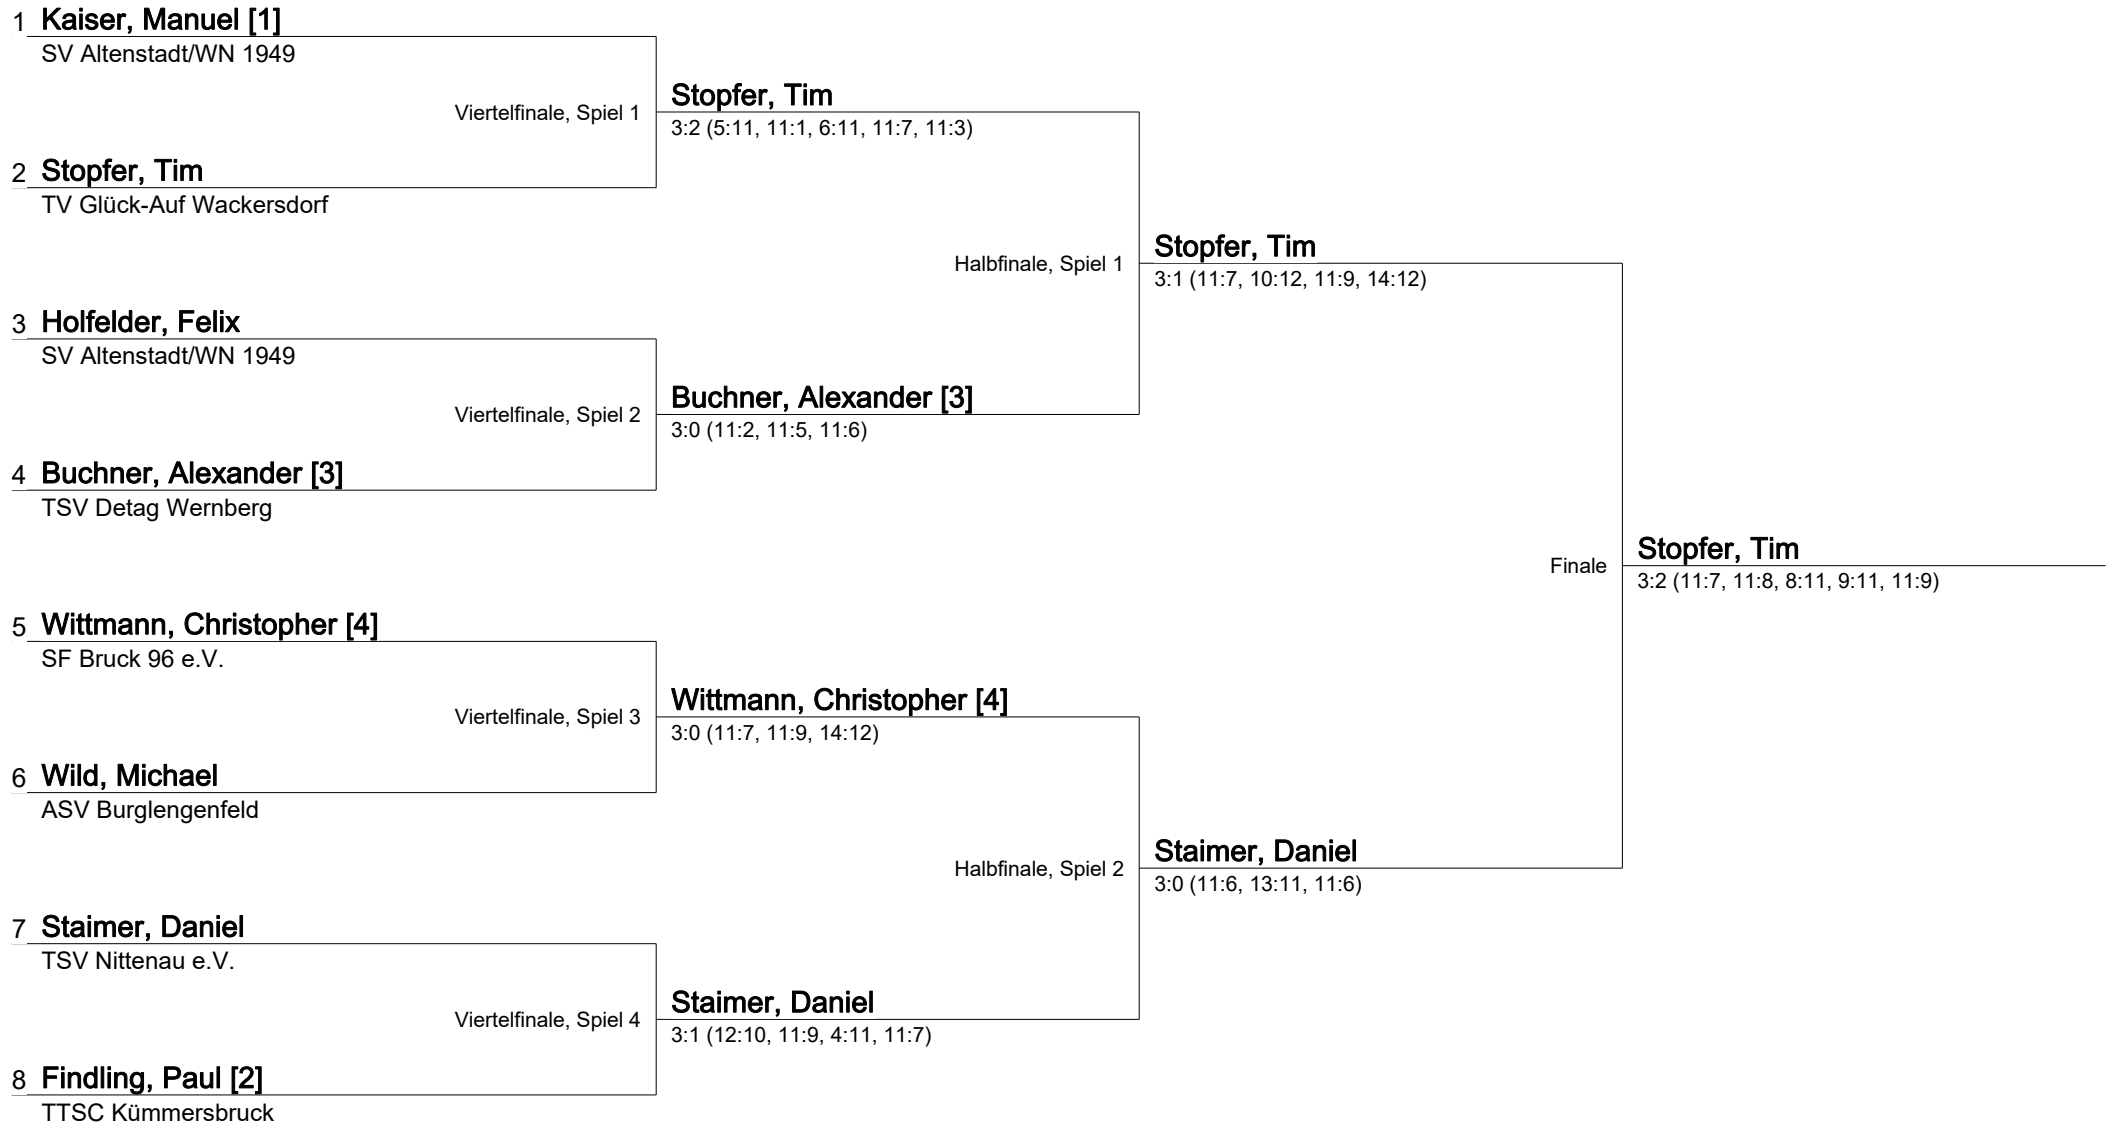 1 Kaiser, Manuel [1]
SV Altenstadt/WN 1949
Viertelfinale, Spiel 1
Stopfer, Tim
3:2 (5:11, 11:1, 6:11, 11:7, 11:3)
2 Stopfer, Tim
TV Glück-Auf Wackersdorf
Halbfinale, Spiel 1
Stopfer, Tim
3:1 (11:7, 10:12, 11:9, 14:12)
3 Holfelder, Felix
SV Altenstadt/WN 1949
Viertelfinale, Spiel 2
Buchner, Alexander [3]
3:0 (11:2, 11:5, 11:6)
4 Buchner, Alexander [3]
TSV Detag Wernberg
Finale
Stopfer, Tim
3:2 (11:7, 11:8, 8:11, 9:11, 11:9)
5 Wittmann, Christopher [4]
SF Bruck 96 e.V.
Viertelfinale, Spiel 3
Wittmann, Christopher [4]
3:0 (11:7, 11:9, 14:12)
6 Wild, Michael
ASV Burglengenfeld
Halbfinale, Spiel 2
Staimer, Daniel
3:0 (11:6, 13:11, 11:6)
7 Staimer, Daniel
TSV Nittenau e.V.
Viertelfinale, Spiel 4
Staimer, Daniel
3:1 (12:10, 11:9, 4:11, 11:7)
8 Findling, Paul [2]
TTSC Kümmersbruck